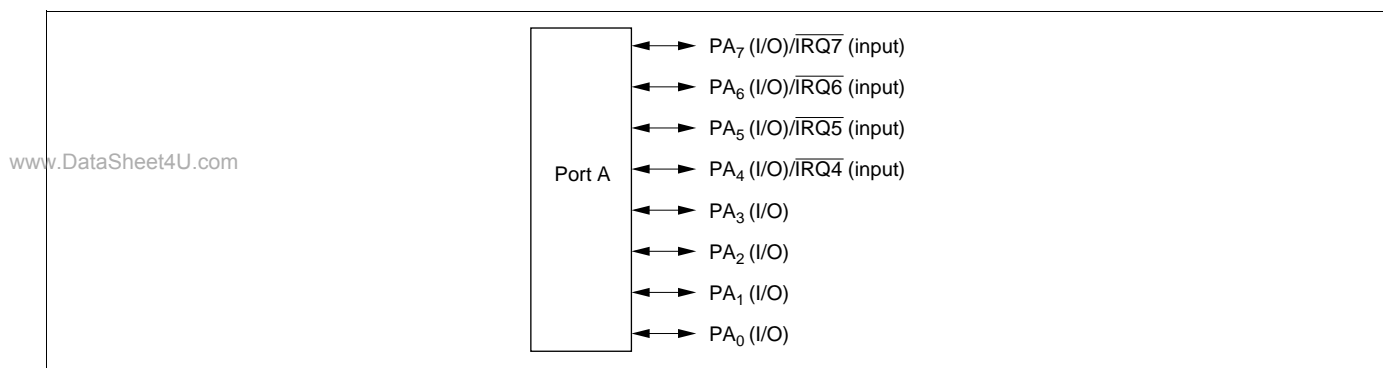 PA7 (I/O)/IRQ7 (input)
PA6 (I/O)/IRQ6 (input)
PA5 (I/O)/IRQ5 (input)
www.DataSheet4U.com
Port A
PA4 (I/O)/IRQ4 (input)
PA3 (I/O)
PA2 (I/O)
PA1 (I/O)
PA0 (I/O)